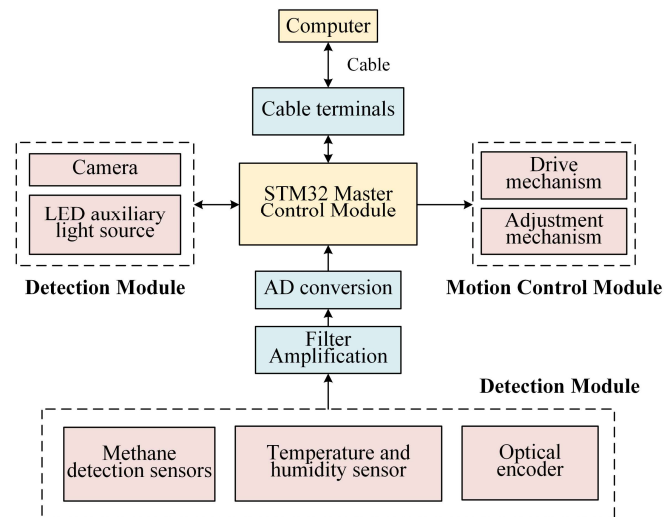 Computer
Cable
Cable terminals
Camera
LED auxiliary
light source
Detection Module
STM32 Master
Control Module
Drive
mechanism
Adjustment
mechanism
Motion Control Module
AD conversion
Filter
Amplification
Detection Module
Methane
detection sensors
Temperature and
humidity sensor
Optical
encoder